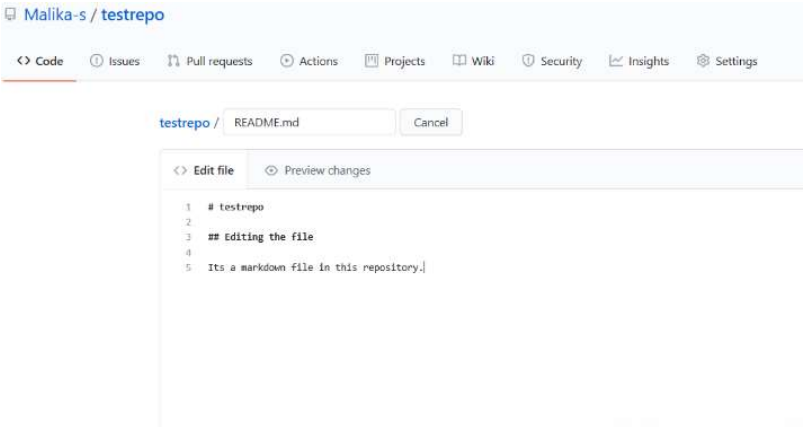 Malika-s / testrepo
<> Code Issues Pull requests Actions Projects Wiki Security Insights Settings
testrepo / README.md Cancel
<> Edit file Preview changes
1 # testrepo
2
3 ## Editing the file
4
5 Its a markdown file in this repository.